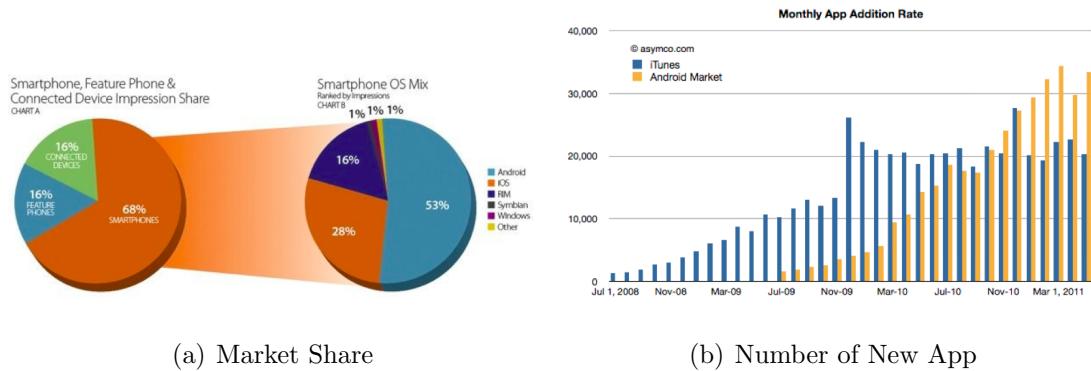 Smartphone, Feature Phone &
Connected Device Impression Share
CHART A
16%
CONNECTED
DEVICES
16%
FEATURE
PHONES
68%
SMARTPHONES
Smartphone OS Mix
Ranked by Impressions
CHART B
1% 1% 1%
16%
53%
28%
Android
iOS
RIM
Symbian
Windows
Other
(a) Market Share
Monthly App Addition Rate
© asymco.com
iTunes
Android Market
40,000
30,000
20,000
10,000
0
Jul 1, 2008 Nov-08 Mar-09 Jul-09 Nov-09 Mar-10 Jul-10 Nov-10 Mar 1, 2011
(b) Number of New App